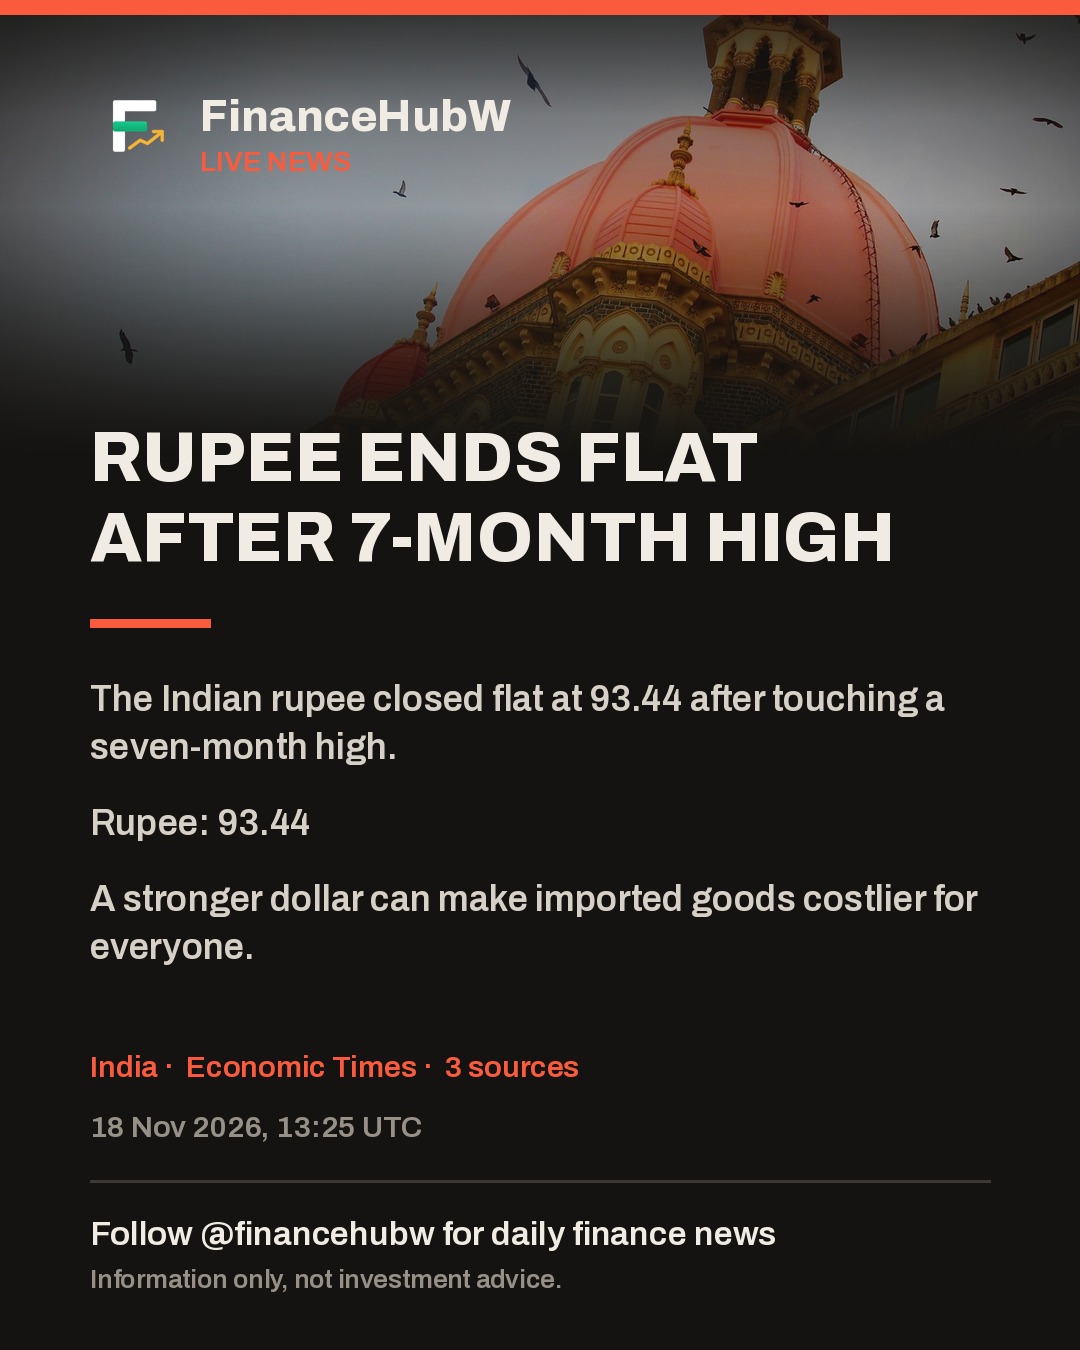 FinanceHubW
LIVE NEWS
RUPEE ENDS FLAT
AFTER 7-MONTH HIGH
The Indian rupee closed flat at 93.44 after touching a
seven-month high.
Rupee: 93.44
A stronger dollar can make imported goods costlier for
everyone.
India · Economic Times · 3 sources
18 Nov 2026, 13:25 UTC
Follow @financehubw for daily finance news
Information only, not investment advice.